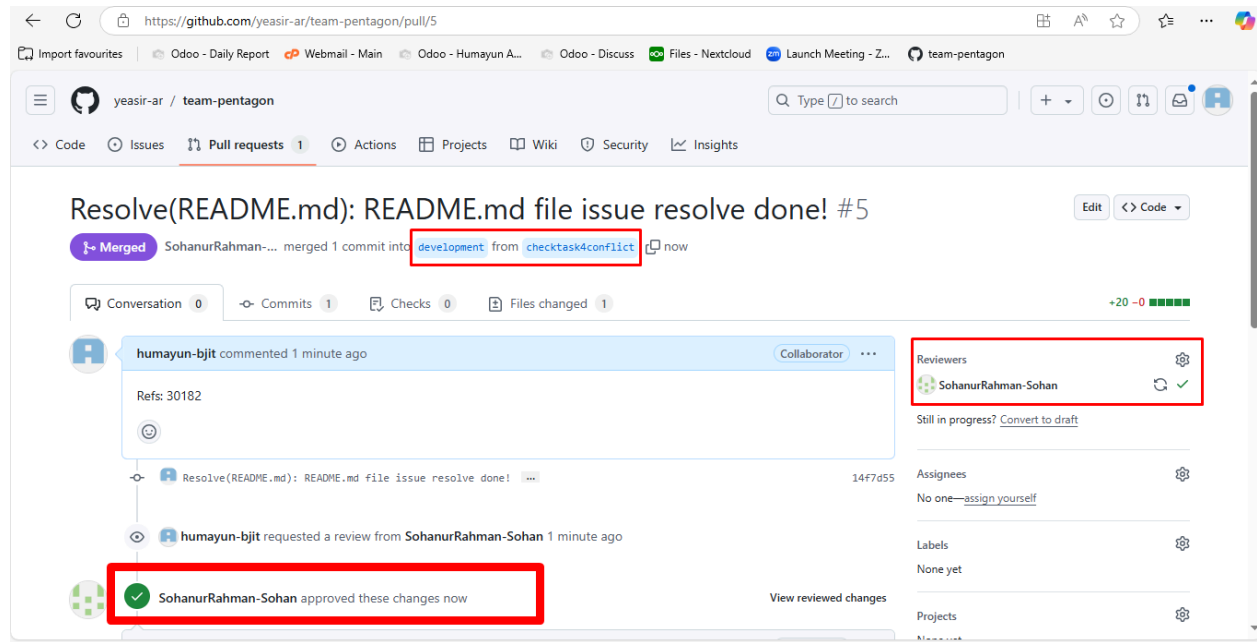 https://github.com/yeasir-ar/team-pentagon/pull/5
Import favourites Odoo - Daily Report Webmail - Main Odoo - Humayun A... Odoo - Discuss Files - Nextcloud Launch Meeting - Z... team-pentagon
yeasir-ar / team-pentagon
Type / to search
Code Issues Pull requests 1 Actions Projects Wiki Security Insights
Resolve(README.md): README.md file issue resolve done! #5
Edit Code
Merged SohanurRahman-... merged 1 commit into development from checktask4conflict now
Conversation 0 Commits 1 Checks 0 Files changed 1
+20 −0
humayun-bjit commented 1 minute ago
Collaborator
Refs: 30182
Resolve(README.md): README.md file issue resolve done! ...
14f7d55
humayun-bjit requested a review from SohanurRahman-Sohan 1 minute ago
SohanurRahman-Sohan approved these changes now
View reviewed changes
Reviewers
SohanurRahman-Sohan
Still in progress? Convert to draft
Assignees
No one—assign yourself
Labels
None yet
Projects
None yet